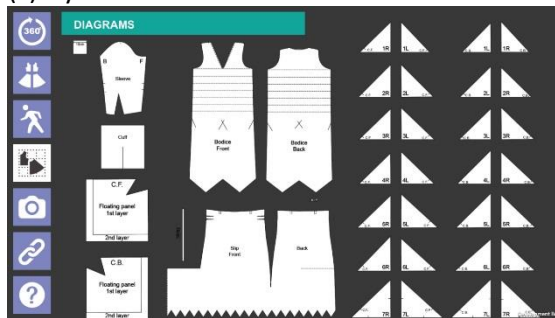 360°
DIAGRAMS
B F
Sleeve
Cuff
C.F.
Floating panel
1st layer
2nd layer
C.B.
Floating panel
1st layer
2nd layer
Bodice
Front
Bodice
Back
Slip
Front
Back
1R 1L 1L 1R
2R 2L 2L 2R
3R 3L 3L 3R
4R 4L 4L 4R
5R 5L 5L 5R
6R 6L 6L 6R
7R 7L 7L 7R
?